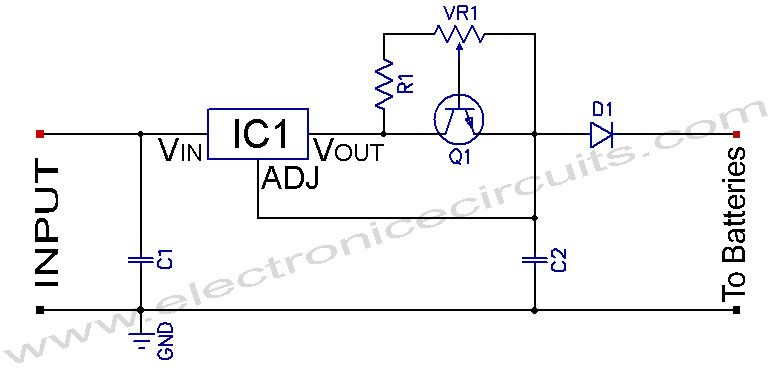 VR1
R1
D1
IC1
VIN
VOUT
Q1
ADJ
INPUT
C1
C2
To Batteries
GND
www.electronicecircuits.com